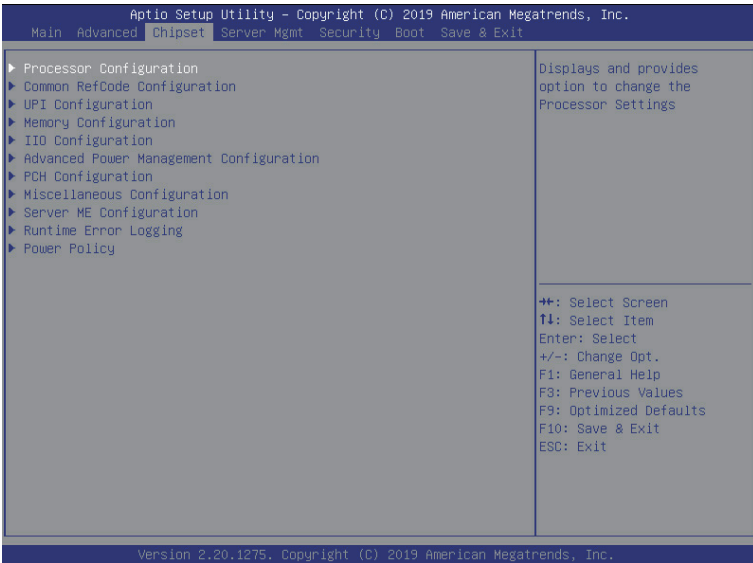 Aptio Setup Utility – Copyright (C) 2019 American Megatrends, Inc.
Main Advanced Chipset Server Mgmt Security Boot Save & Exit
▶ Processor Configuration
▶ Common RefCode Configuration
▶ UPI Configuration
▶ Memory Configuration
▶ IIO Configuration
▶ Advanced Power Management Configuration
▶ PCH Configuration
▶ Miscellaneous Configuration
▶ Server ME Configuration
▶ Runtime Error Logging
▶ Power Policy
Displays and provides
option to change the
Processor Settings
→←: Select Screen
↑↓: Select Item
Enter: Select
+/-: Change Opt.
F1: General Help
F3: Previous Values
F9: Optimized Defaults
F10: Save & Exit
ESC: Exit
Version 2.20.1275. Copyright (C) 2019 American Megatrends, Inc.